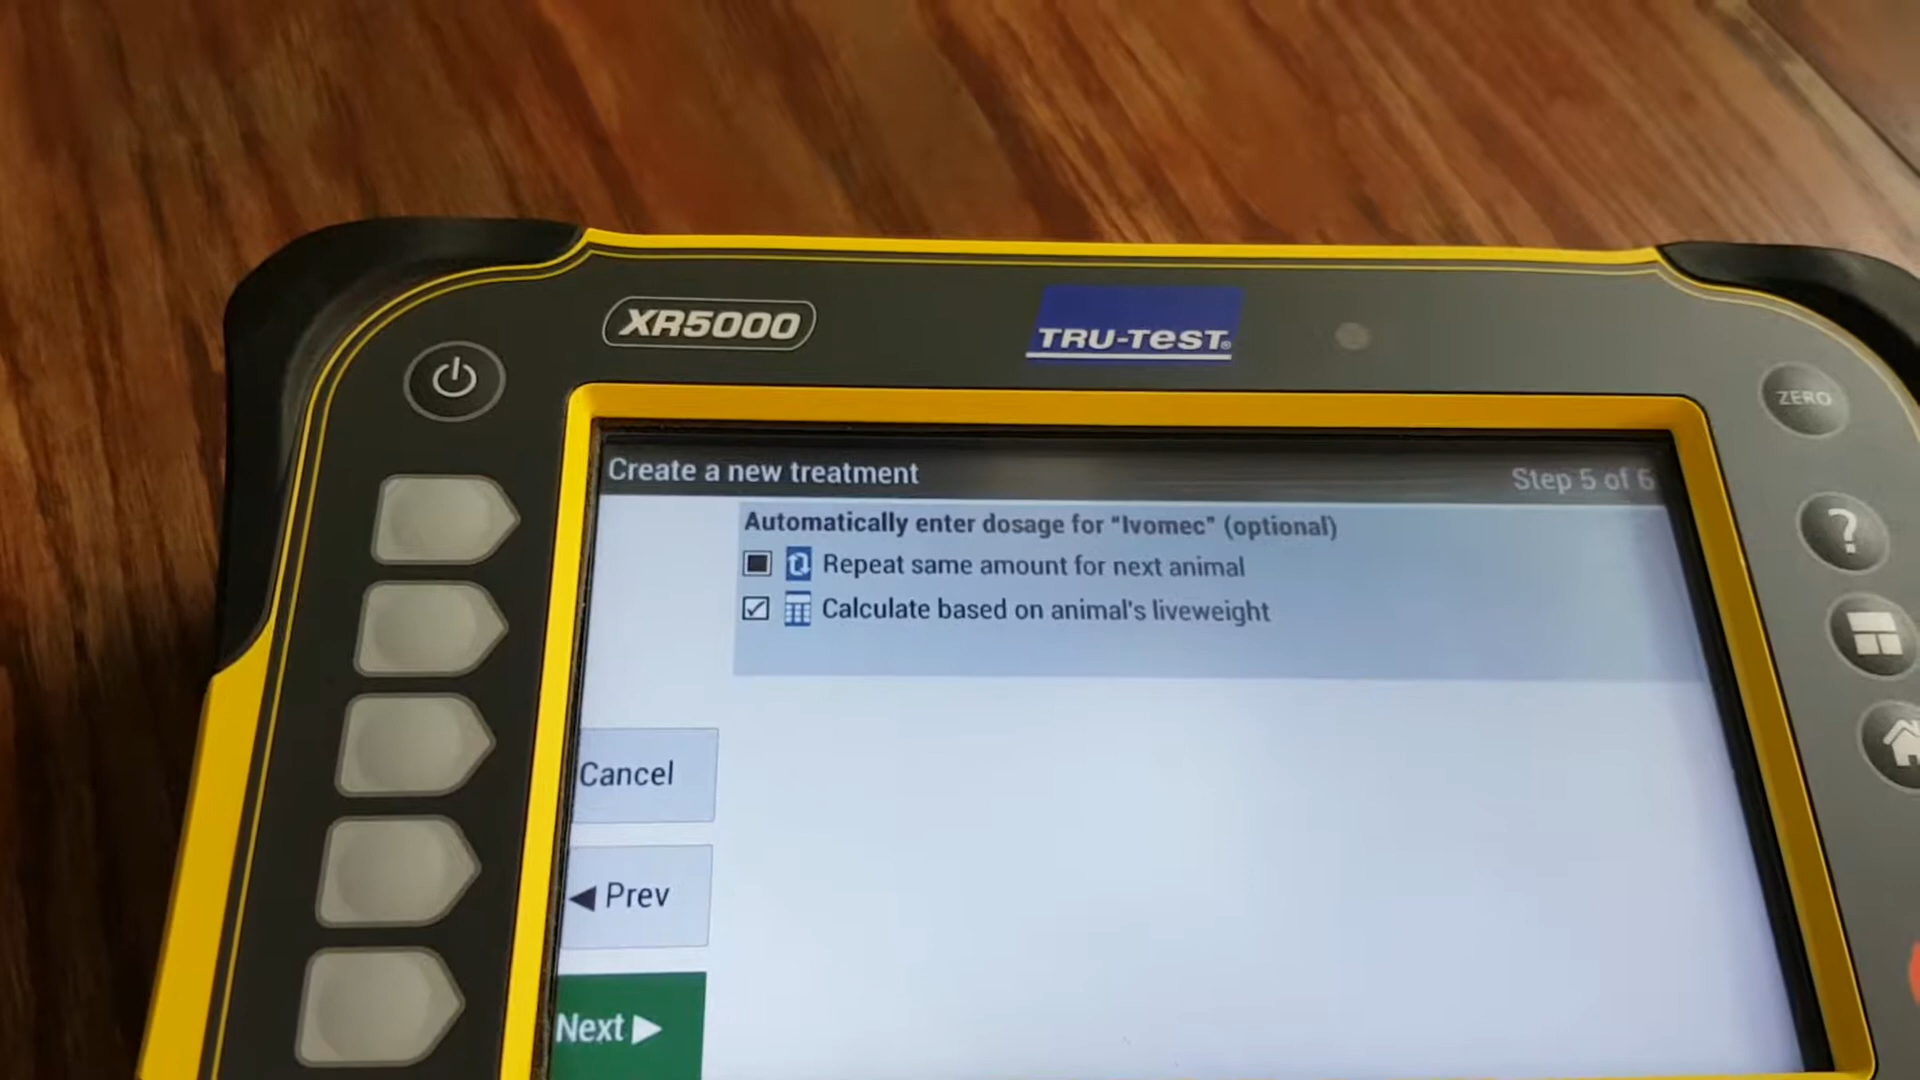 XR5000
TRU-TEST®
ZERO
Create a new treatment
Step 5 of 6
Automatically enter dosage for "Ivomec" (optional)
Repeat same amount for next animal
Calculate based on animal's liveweight
?
Cancel
◀ Prev
Next ▶